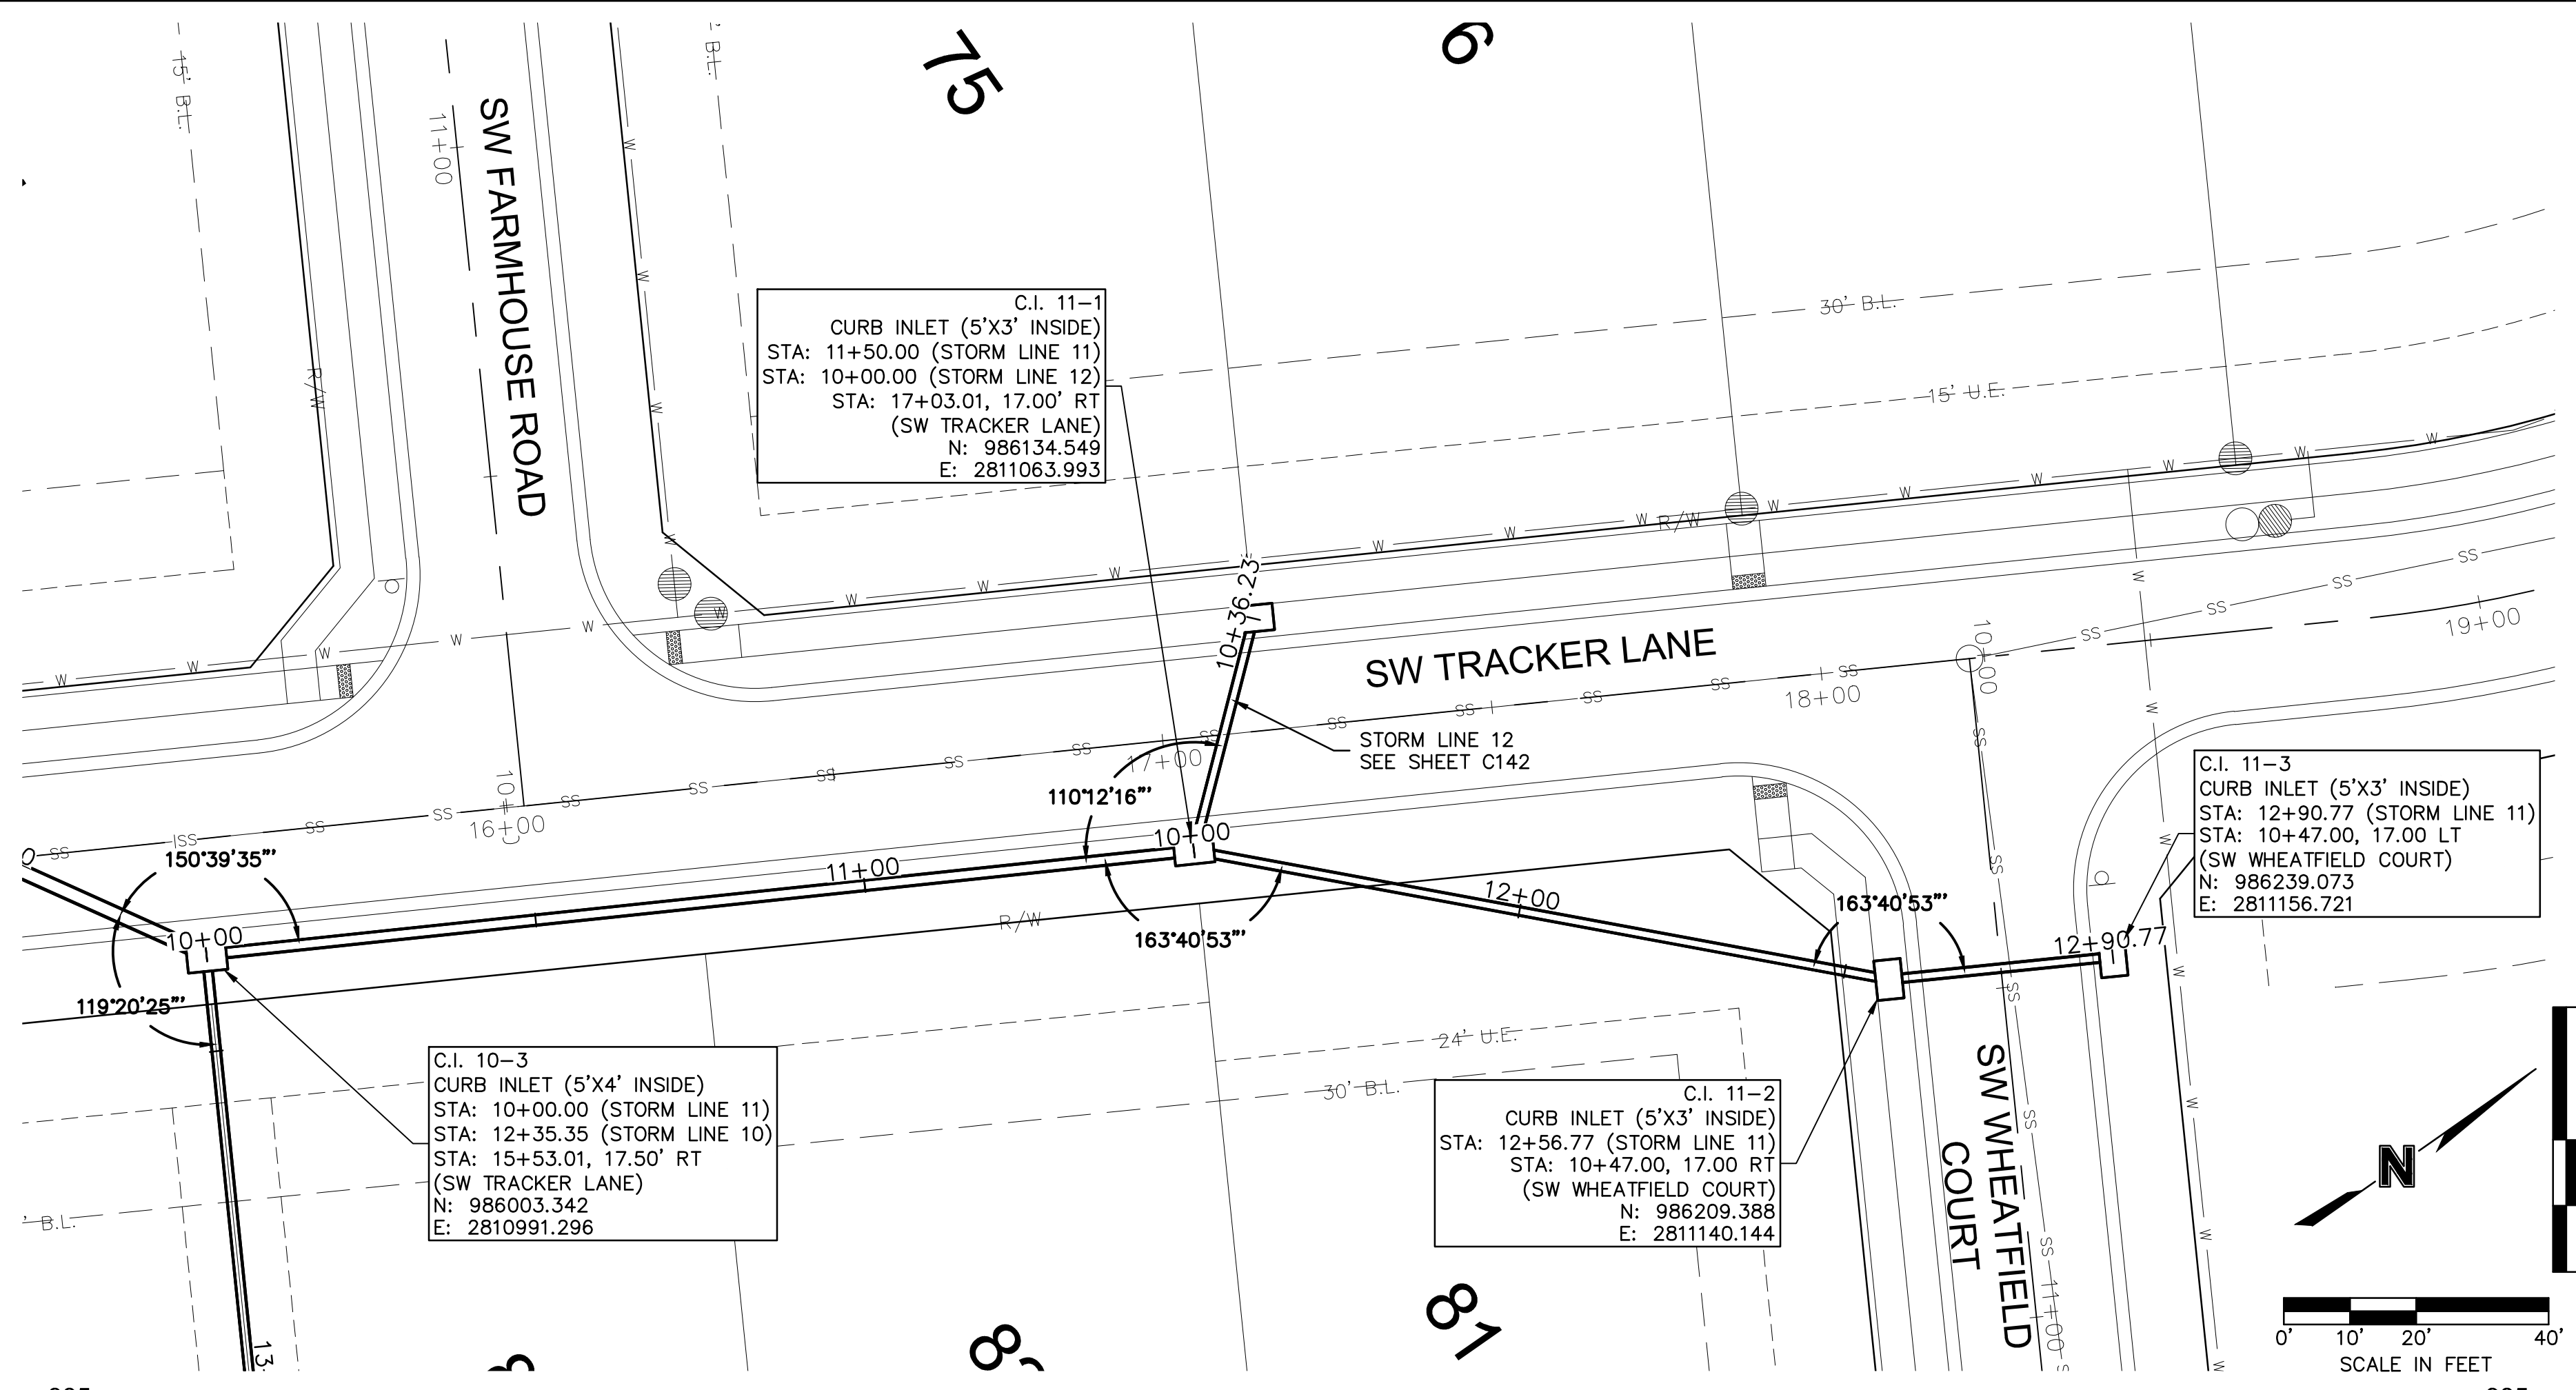 15' B.L.
11+00
SW FARMHOUSE ROAD
B.L.
75
6
R/W
C.I. 11-1
CURB INLET (5'X3' INSIDE)
STA: 11+50.00 (STORM LINE 11)
STA: 10+00.00 (STORM LINE 12)
STA: 17+03.01, 17.00' RT
(SW TRACKER LANE)
N: 986134.549
E: 2811063.993
30' B.L.
15' U.E.
R/W
10+36.23
SW TRACKER LANE
STORM LINE 12
SEE SHEET C142
10+00
16+00
17+00
18+00
10+00
19+00
110°12'16"'
150°39'35"'
119°20'25"'
163°40'53"'
163°40'53"'
10+00
11+00
10+00
12+00
12+90.77
R/W
C.I. 11-3
CURB INLET (5'X3' INSIDE)
STA: 12+90.77 (STORM LINE 11)
STA: 10+47.00, 17.00 LT
(SW WHEATFIELD COURT)
N: 986239.073
E: 2811156.721
C.I. 10-3
CURB INLET (5'X4' INSIDE)
STA: 10+00.00 (STORM LINE 11)
STA: 12+35.35 (STORM LINE 10)
STA: 15+53.01, 17.50' RT
(SW TRACKER LANE)
N: 986003.342
E: 2810991.296
24' U.E.
30' B.L.
C.I. 11-2
CURB INLET (5'X3' INSIDE)
STA: 12+56.77 (STORM LINE 11)
STA: 10+47.00, 17.00 RT
(SW WHEATFIELD COURT)
N: 986209.388
E: 2811140.144
SW WHEATFIELD
COURT
11+00
' B.L.
81
N
0' 10' 20' 40'
SCALE IN FEET